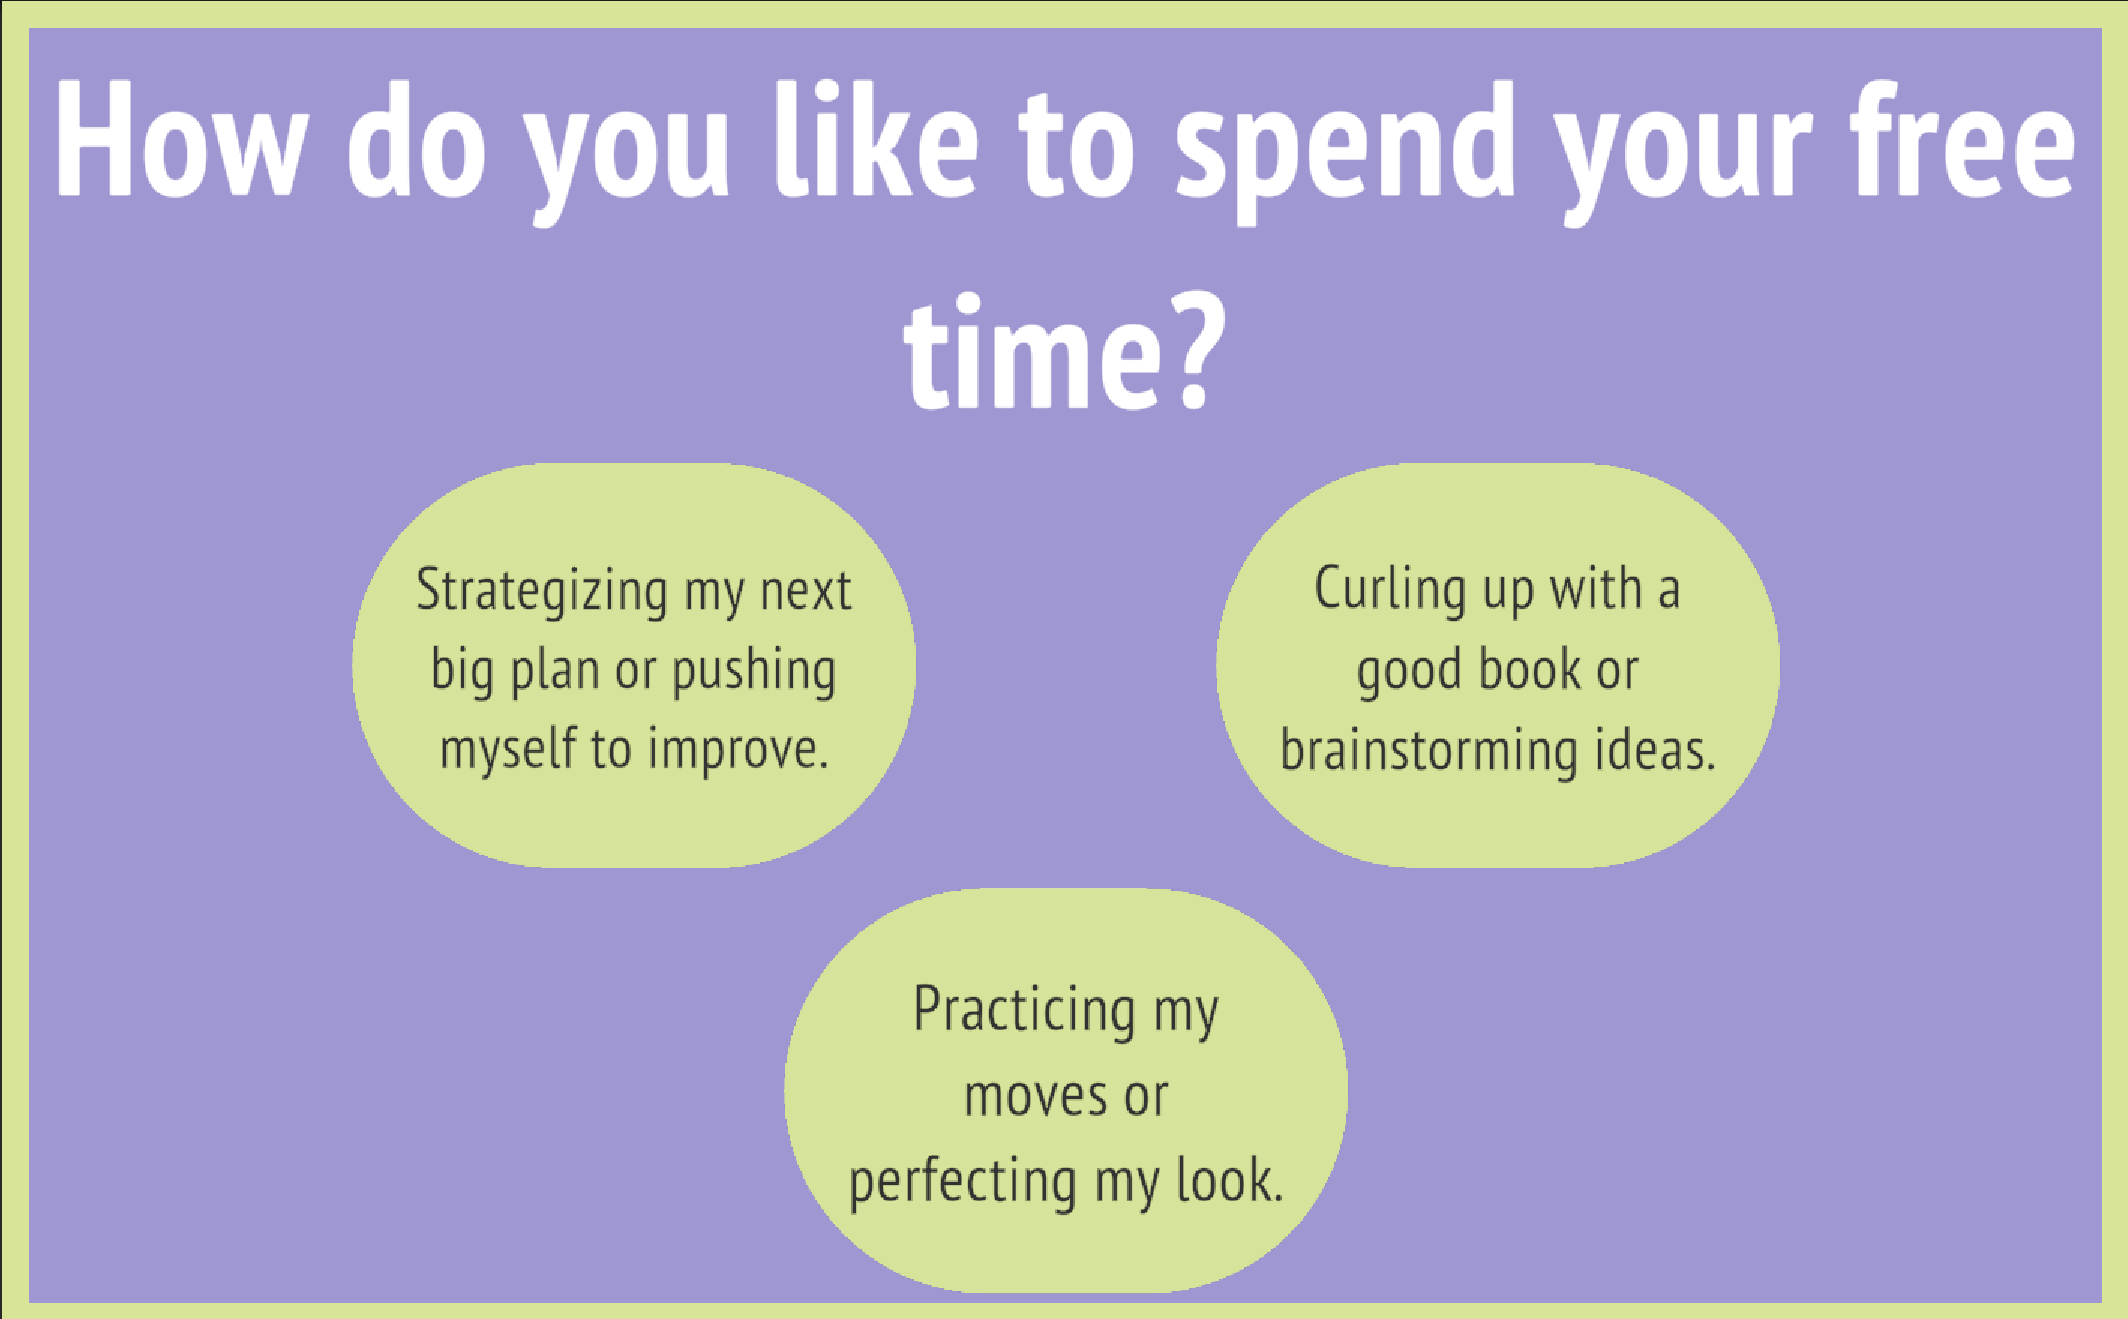 How do you like to spend your free
time?
Strategizing my next
big plan or pushing
myself to improve.
Curling up with a
good book or
brainstorming ideas.
Practicing my
moves or
perfecting my look.